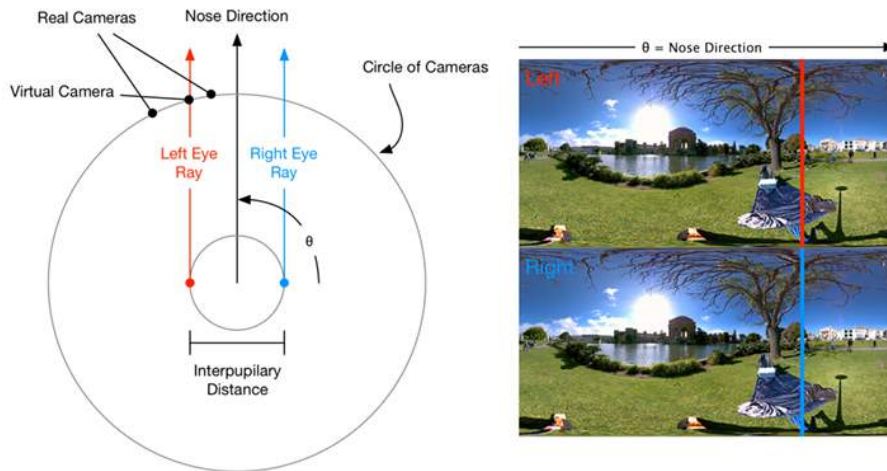 Real Cameras
Nose Direction
Virtual Camera
Circle of Cameras
Left Eye
Ray
Right Eye
Ray
θ
Interpupilary
Distance
θ = Nose Direction
Left
Right